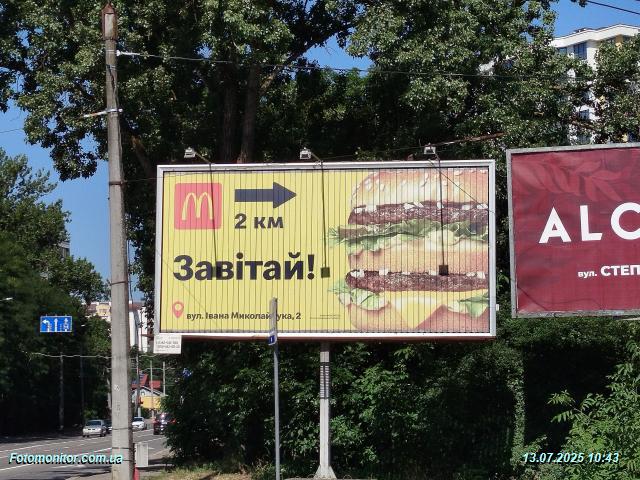 2 км
Завітай!
вул. Івана Миколайчука, 2
ALC
вул. СТЕП
Fotomonitor.com.ua
13.07.2025 10:43